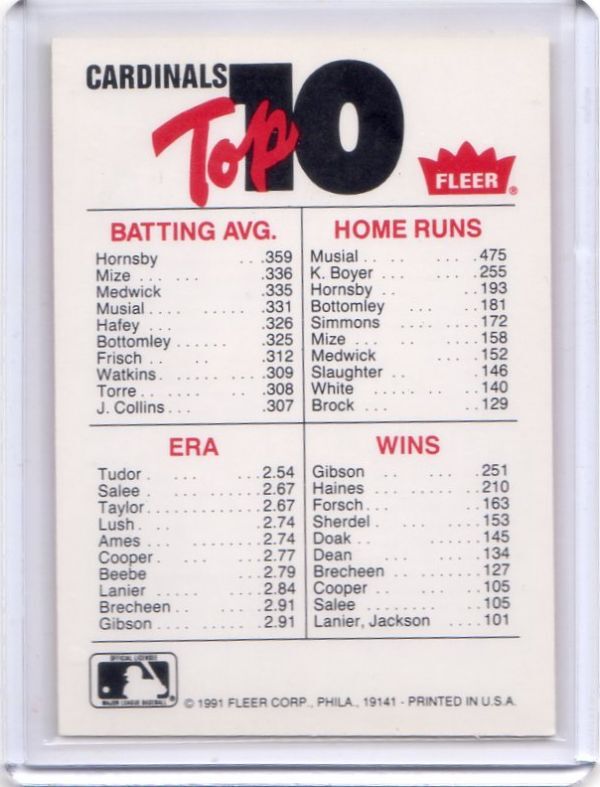 CARDINALS
Top 10
FLEER®
BATTING AVG.
Hornsby . . .359
Mize . . . . . . .336
Medwick .335
Musial . . . . . . . . . .331
Hafey . . . .326
Bottomley . . . . . . . . . . .325
Frisch . . . . . .312
Watkins. . . . . . . . . . . .309
Torre . . . . . . . . . . . . .308
J. Collins . . . .307
HOME RUNS
Musial . . . . . . . .475
K. Boyer . . . . . . . .255
Hornsby . . . . .193
Bottomley . . . . . .181
Simmons . . . . . . . . .172
Mize . . . . . . . . .158
Medwick . . . . . .152
Slaughter . . . . .146
White . . . . . . . . . . .140
Brock . . . . . .129
ERA
Tudor . . . . . . . 2.54
Salee . . . . . . . . . . . 2.67
Taylor . . . . . . . . . . . . 2.67
Lush . . . . . . . . . . 2.74
Ames . . . . . . . . . . . 2.74
Cooper . . . . . . . . . 2.77
Beebe . . . 2.79
Lanier . . . . . . . . . . . 2.84
Brecheen . . . . . . . . . 2.91
Gibson . . . . . . . . . . . 2.91
WINS
Gibson . . . . . . . 251
Haines . . . . . . . . . . 210
Forsch . . . . . . . 163
Sherdel . . . . . . . . . 153
Doak . . . . . . . . . 145
Dean . . . . . . . . 134
Brecheen . . . . . . . . . . 127
Cooper . . . . . . . . . 105
Salee . . . . . . . . . . 105
Lanier, Jackson . . . . 101
OFFICIAL LICENSEE
MAJOR LEAGUE BASEBALL
© 1991 FLEER CORP., PHILA., 19141 - PRINTED IN U.S.A.